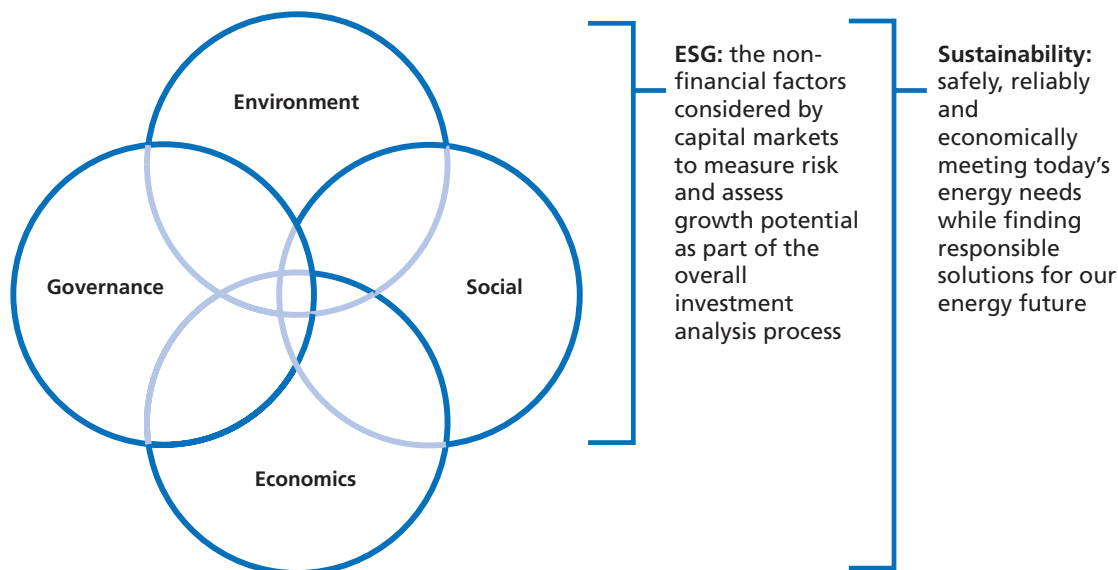 Environment
Governance
Social
Economics
ESG: the non-
financial factors
considered by
capital markets
to measure risk
and assess
growth potential
as part of the
overall
investment
analysis process
Sustainability:
safely, reliably
and
economically
meeting today’s
energy needs
while finding
responsible
solutions for our
energy future